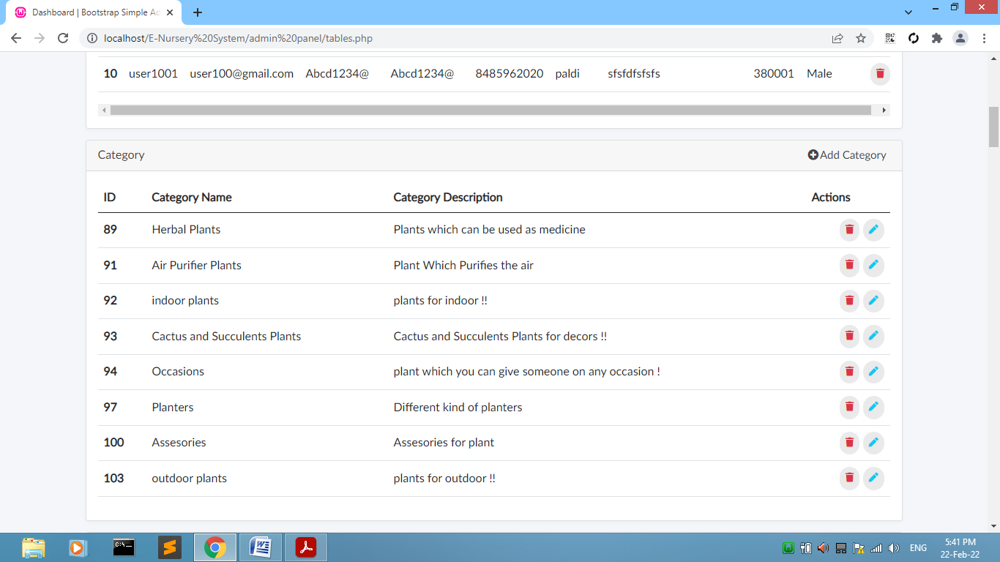 Dashboard | Bootstrap Simple Ad
localhost/E-Nursery%20System/admin%20panel/tables.php
10 user1001 user100@gmail.com Abcd1234@ Abcd1234@ 8485962020 paldi sfsfdfsfsfs 380001 Male
Category Add Category
ID Category Name Category Description Actions
89 Herbal Plants Plants which can be used as medicine
91 Air Purifier Plants Plant Which Purifies the air
92 indoor plants plants for indoor !!
93 Cactus and Succulents Plants Cactus and Succulents Plants for decors !!
94 Occasions plant which you can give someone on any occasion !
97 Planters Different kind of planters
100 Assesories Assesories for plant
103 outdoor plants plants for outdoor !!
C:\. ENG 5:41 PM
22-Feb-22